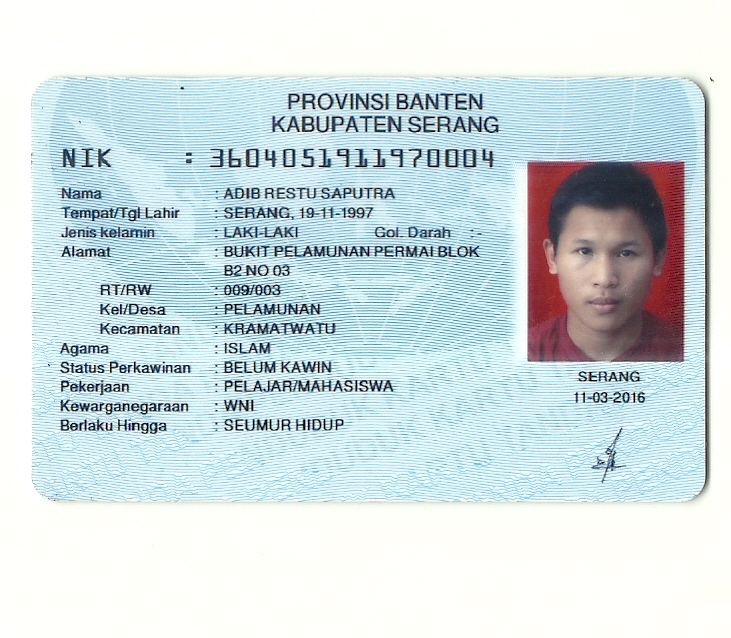 PROVINSI BANTEN
KABUPATEN SERANG
NIK : 3604051911970004
Nama : ADIB RESTU SAPUTRA
Tempat/Tgl Lahir : SERANG, 19-11-1997
Jenis kelamin : LAKI-LAKI Gol. Darah :-
Alamat : BUKIT PELAMUNAN PERMAI BLOK
B2 NO 03
RT/RW : 009/003
Kel/Desa : PELAMUNAN
Kecamatan : KRAMATWATU
Agama : ISLAM
Status Perkawinan : BELUM KAWIN
Pekerjaan : PELAJAR/MAHASISWA
Kewarganegaraan : WNI
Berlaku Hingga : SEUMUR HIDUP
SERANG
11-03-2016